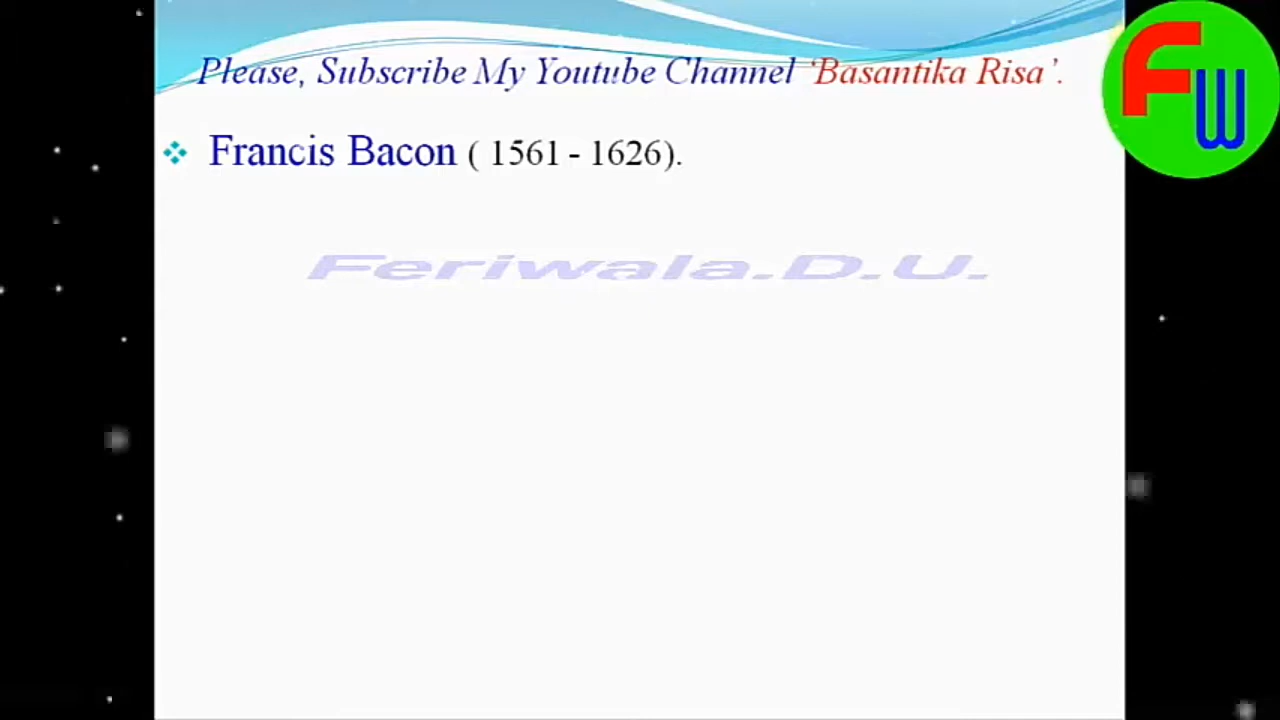 Please, Subscribe My Youtube Channel ‘Basantika Risa’.
Francis Bacon ( 1561 - 1626).
Feriwala.D.U.
FW